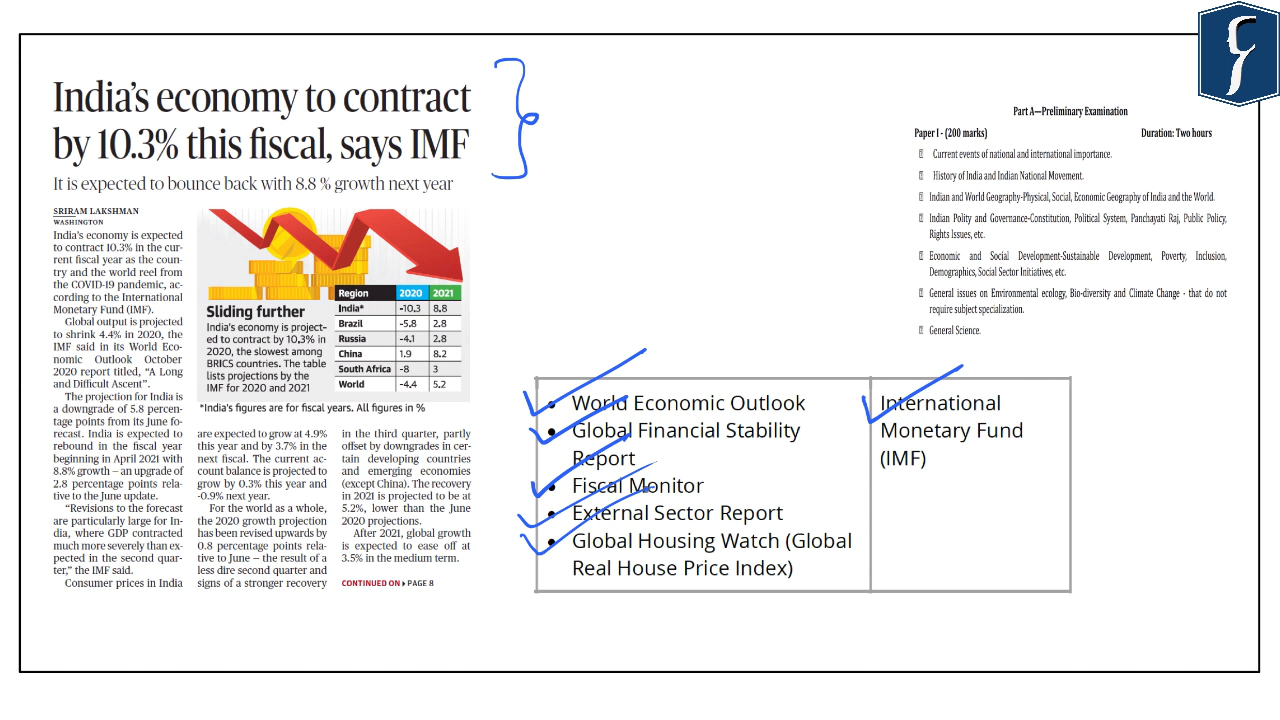 India's economy to contract
by 10.3% this fiscal, says IMF
It is expected to bounce back with 8.8 % growth next year
SRIRAM LAKSHMAN
WASHINGTON
India's economy is expected
to contract 10.3% in the cur-
rent fiscal year as the coun-
try and the world reel from
the COVID-19 pandemic, ac-
cording to the International
Monetary Fund (IMF).
Global output is projected
to shrink 4.4% in 2020, the
IMF said in its World Eco-
nomic Outlook October
2020 report titled, “A Long
and Difficult Ascent”.
The projection for India is
a downgrade of 5.8 percen-
tage points from its June fo-
recast. India is expected to
rebound in the fiscal year
beginning in April 2021 with
8.8% growth – an upgrade of
2.8 percentage points rela-
tive to the June update.
“Revisions to the forecast
are particularly large for In-
dia, where GDP contracted
much more severely than ex-
pected in the second quar-
ter,” the IMF said.
Consumer prices in India
Sliding further
India's economy is project-
ed to contract by 10.3% in
2020, the slowest among
BRICS countries. The table
lists projections by the
IMF for 2020 and 2021
Region 2020 2021
India* -10.3 8.8
Brazil -5.8 2.8
Russia -4.1 2.8
China 1.9 8.2
South Africa -8 3
World -4.4 5.2
*India's figures are for fiscal years. All figures in %
are expected to grow at 4.9%
this year and by 3.7% in the
next fiscal. The current ac-
count balance is projected to
grow by 0.3% this year and
-0.9% next year.
For the world as a whole,
the 2020 growth projection
has been revised upwards by
0.8 percentage points rela-
tive to June – the result of a
less dire second quarter and
signs of a stronger recovery
in the third quarter, partly
offset by downgrades in cer-
tain developing countries
and emerging economies
(except China). The recovery
in 2021 is projected to be at
5.2%, lower than the June
2020 projections.
After 2021, global growth
is expected to ease off at
3.5% in the medium term.
CONTINUED ON PAGE 8
Part A—Preliminary Examination
Paper I - (200 marks) Duration: Two hours
Current events of national and international importance.
History of India and Indian National Movement.
Indian and World Geography-Physical, Social, Economic Geography of India and the World.
Indian Polity and Governance-Constitution, Political System, Panchayati Raj, Public Policy,
Rights Issues, etc.
Economic and Social Development-Sustainable Development, Poverty, Inclusion,
Demographics, Social Sector Initiatives, etc.
General issues on Environmental ecology, Bio-diversity and Climate Change - that do not
require subject specialization.
General Science.
• World Economic Outlook
• Global Financial Stability
Report
• Fiscal Monitor
• External Sector Report
• Global Housing Watch (Global
Real House Price Index)
International
Monetary Fund
(IMF)